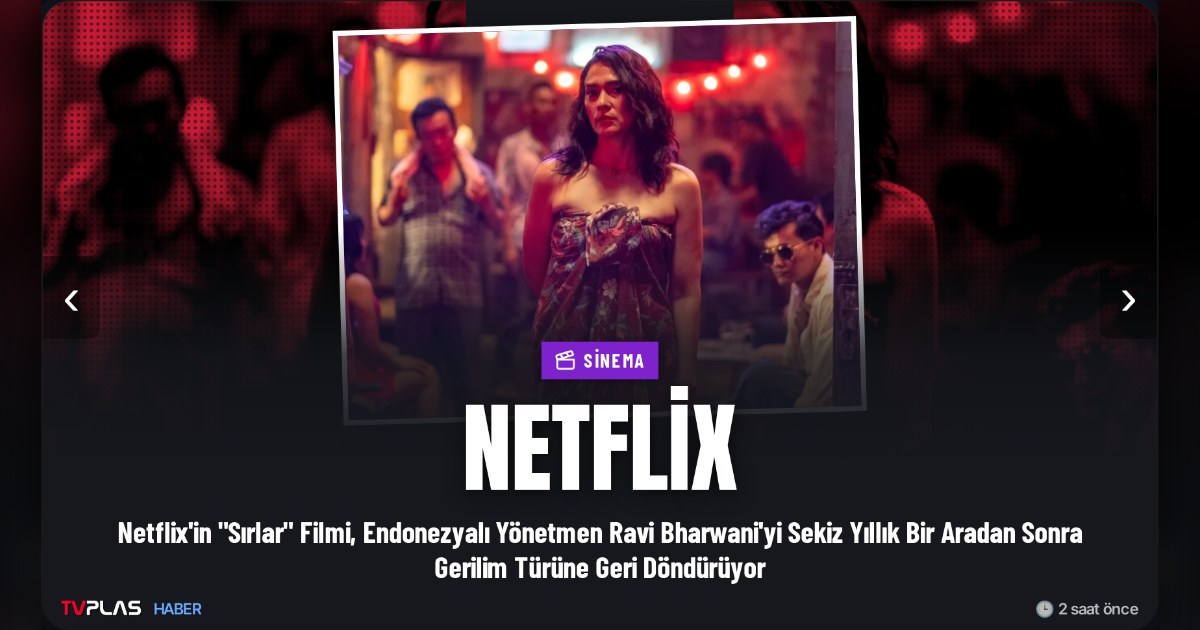 SİNEMA
NETFLİX
Netflix'in "Sırlar" Filmi, Endonezyalı Yönetmen Ravi Bharwani'yi Sekiz Yıllık Bir Aradan Sonra
Gerilim Türüne Geri Döndürüyor
TVPLAS HABER
2 saat önce